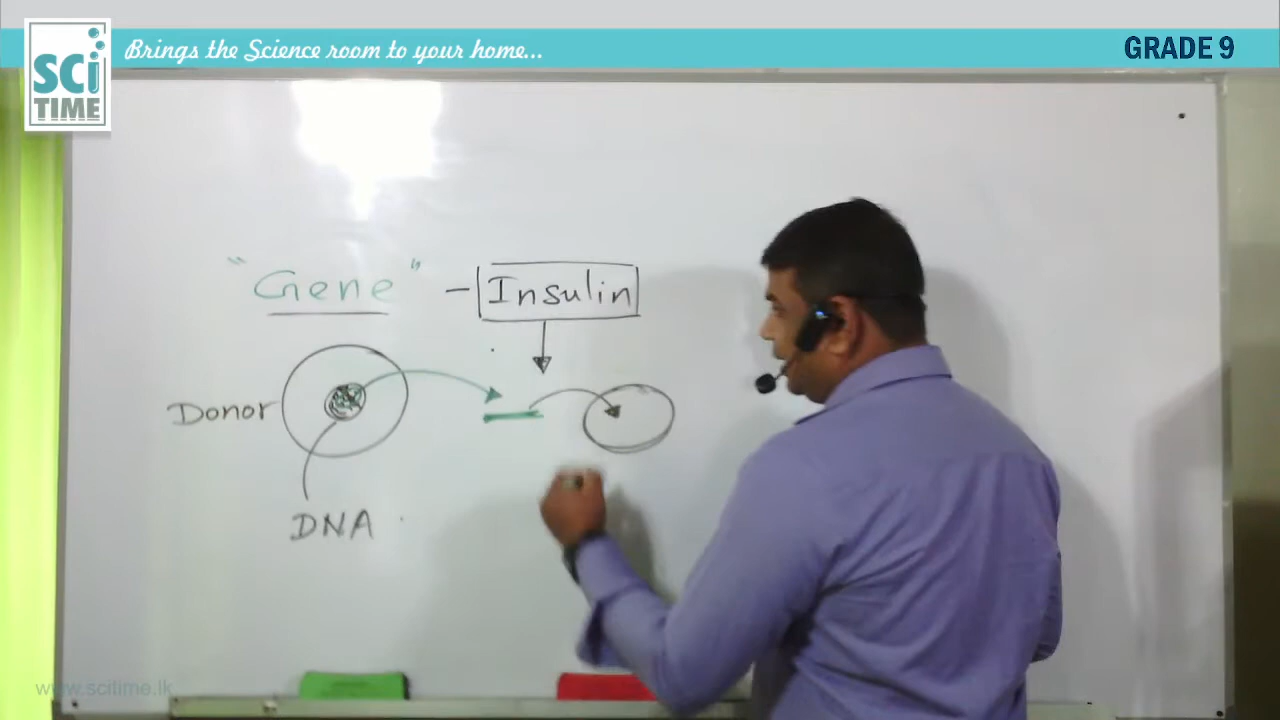 Brings the Science room to your home...
GRADE 9
SCi
TIME
"Gene" - Insulin
Donor
DNA
www.scitime.lk